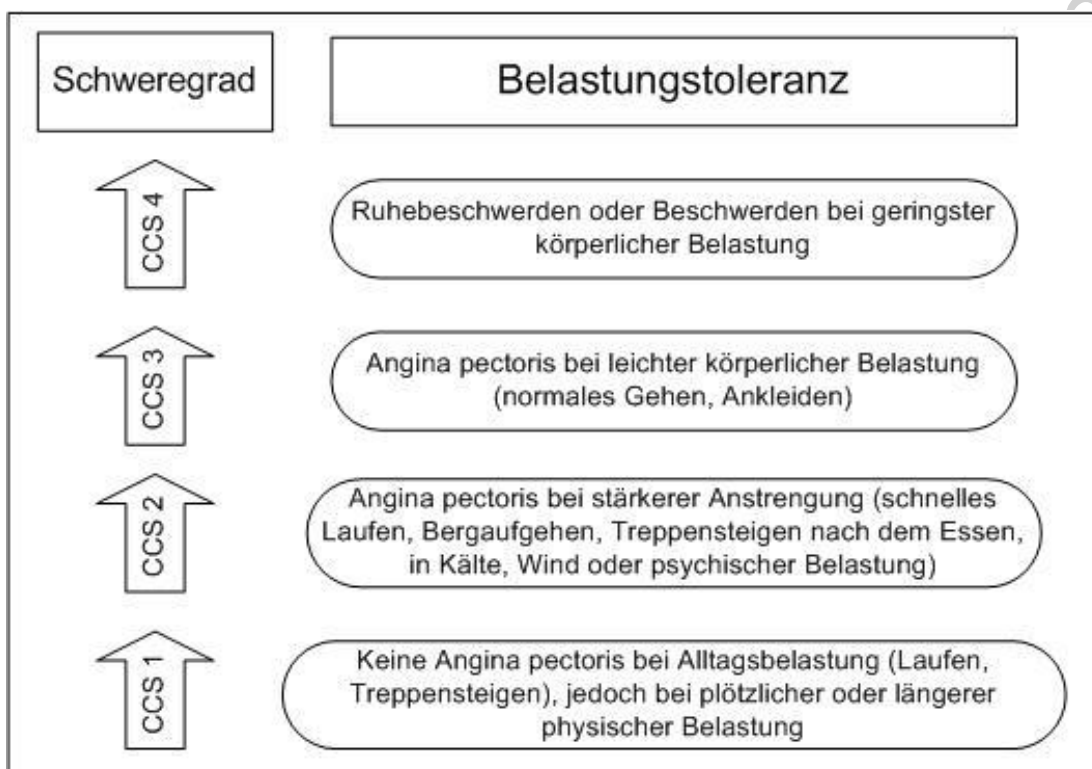 Schweregrad
Belastungstoleranz
CCS 4
Ruhebeschwerden oder Beschwerden bei geringster
körperlicher Belastung
CCS 3
Angina pectoris bei leichter körperlicher Belastung
(normales Gehen, Ankleiden)
CCS 2
Angina pectoris bei stärkerer Anstrengung (schnelles
Laufen, Bergaufgehen, Treppensteigen nach dem Essen,
in Kälte, Wind oder psychischer Belastung)
CCS 1
Keine Angina pectoris bei Alltagsbelastung (Laufen,
Treppensteigen), jedoch bei plötzlicher oder längerer
physischer Belastung